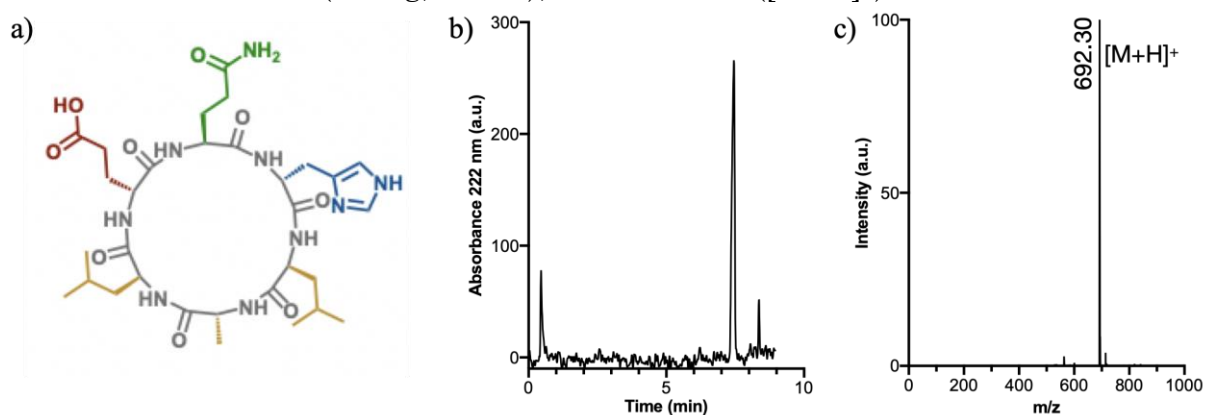 a)
O
NH2
HO
O
O
HN
O
NH
O
NH
N
HN
O
NH
HN
NH
O
O
b)
Absorbance 222 nm (a.u.)
300
200
100
0
0
5
10
Time (min)
c)
Intensity (a.u.)
100
50
0
692.30
[M+H]+
0
200
400
600
800
1000
m/z